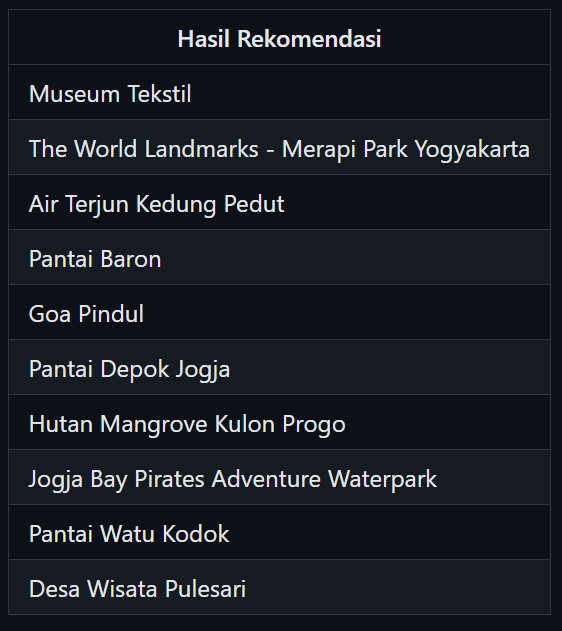 Hasil Rekomendasi
Museum Tekstil
The World Landmarks - Merapi Park Yogyakarta
Air Terjun Kedung Pedut
Pantai Baron
Goa Pindul
Pantai Depok Jogja
Hutan Mangrove Kulon Progo
Jogja Bay Pirates Adventure Waterpark
Pantai Watu Kodok
Desa Wisata Pulesari